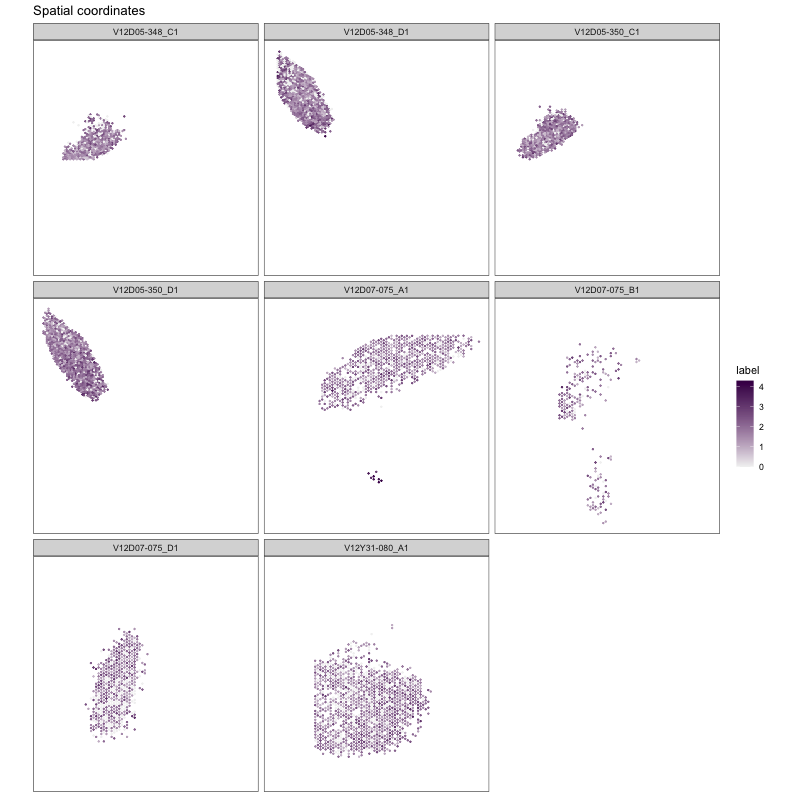 Spatial coordinates
V12D05-348_C1
V12D05-348_D1
V12D05-350_C1
V12D05-350_D1
V12D07-075_A1
V12D07-075_B1
label
4
3
2
1
0
V12D07-075_D1
V12Y31-080_A1